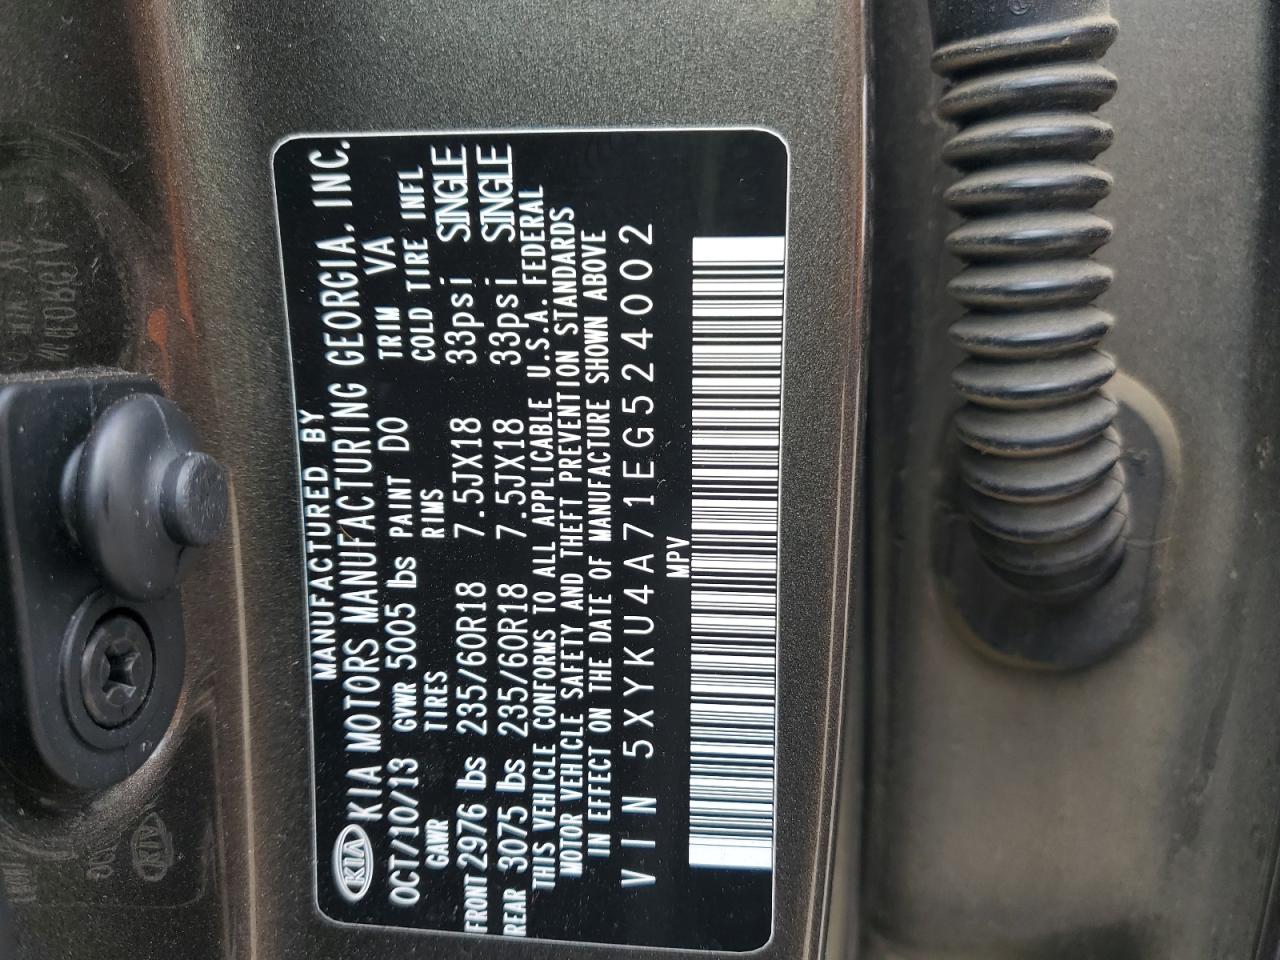 MANUFACTURED BY
KIA KIA MOTORS MANUFACTURING GEORGIA, INC.
OCT/10/13 GVWR 5005 lbs PAINT DO TRIM VA
GAWR TIRES RIMS COLD TIRE INFL
FRONT 2976 lbs 235/60R18 7.5JX18 33psi SINGLE
REAR 3075 lbs 235/60R18 7.5JX18 33psi SINGLE
THIS VEHICLE CONFORMS TO ALL APPLICABLE U.S.A. FEDERAL
MOTOR VEHICLE SAFETY AND THEFT PREVENTION STANDARDS
IN EFFECT ON THE DATE OF MANUFACTURE SHOWN ABOVE
VIN 5XYKU4A71EG524002
MPV